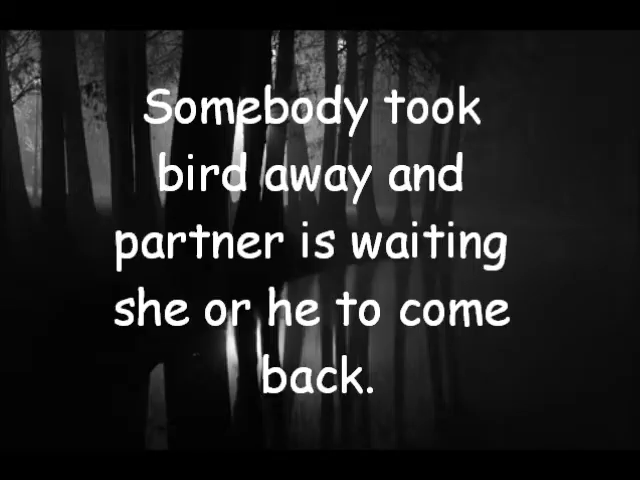 Somebody took
bird away and
partner is waiting
she or he to come
back.